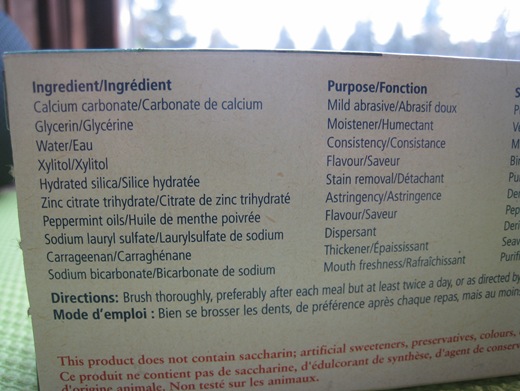 Ingredient/Ingrédient Purpose/Fonction
Calcium carbonate/Carbonate de calcium Mild abrasive/Abrasif doux
Glycerin/Glycérine Moistener/Humectant
Water/Eau Consistency/Consistance
Xylitol/Xylitol Flavour/Saveur
Hydrated silica/Silice hydratée Stain removal/Détachant
Zinc citrate trihydrate/Citrate de zinc trihydraté Astringency/Astringence
Peppermint oils/Huile de menthe poivrée Flavour/Saveur
Sodium lauryl sulfate/Laurylsulfate de sodium Dispersant
Carrageenan/Carraghénane Thickener/Épaississant
Sodium bicarbonate/Bicarbonate de sodium Mouth freshness/Rafraîchissant
Directions: Brush thoroughly, preferably after each meal but at least twice a day, or as directed by
Mode d'emploi : Bien se brosser les dents, de préférence après chaque repas, mais au moins
This product does not contain saccharin; artificial sweeteners, preservatives, colours,
Ce produit ne contient pas de saccharine, d'édulcorant de synthèse, d'agent de conserv
d'origine animale. Non testé sur les animaux.